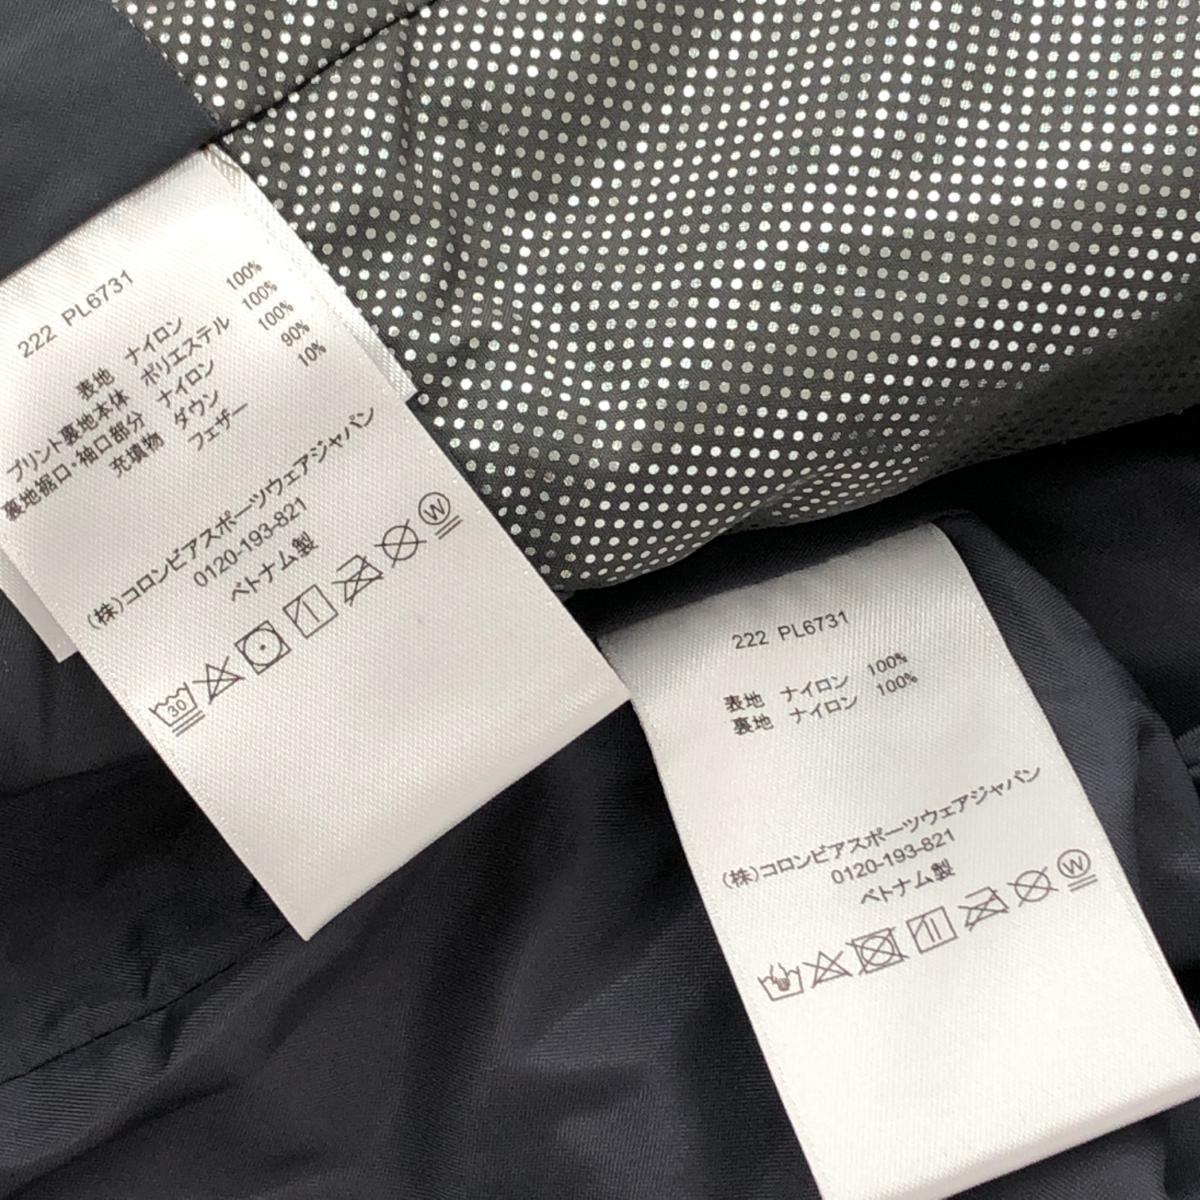 222 PL6731
表地 ナイロン 100%
プリント裏地本体 ポリエステル 100%
裏地裾口・袖口部分 ナイロン 100%
充填物 ダウン 90%
フェザー 10%
(株)コロンビアスポーツウェアジャパン
0120-193-821
ベトナム製
30
W
222 PL6731
表地 ナイロン 100%
裏地 ナイロン 100%
(株)コロンビアスポーツウェアジャパン
0120-193-821
ベトナム製
W